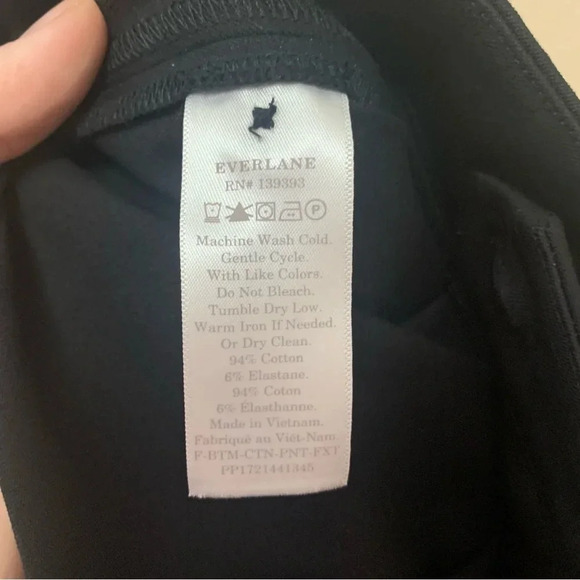 EVERLANE
RN# 139393
P
Machine Wash Cold.
Gentle Cycle.
With Like Colors.
Do Not Bleach.
Tumble Dry Low.
Warm Iron If Needed.
Or Dry Clean.
94% Cotton
6% Elastane.
94% Coton
6% Elasthanne.
Made in Vietnam.
Fabriqué au Viêt-Nam.
F-BTM-CTN-PNT-FXT
PP1721441345